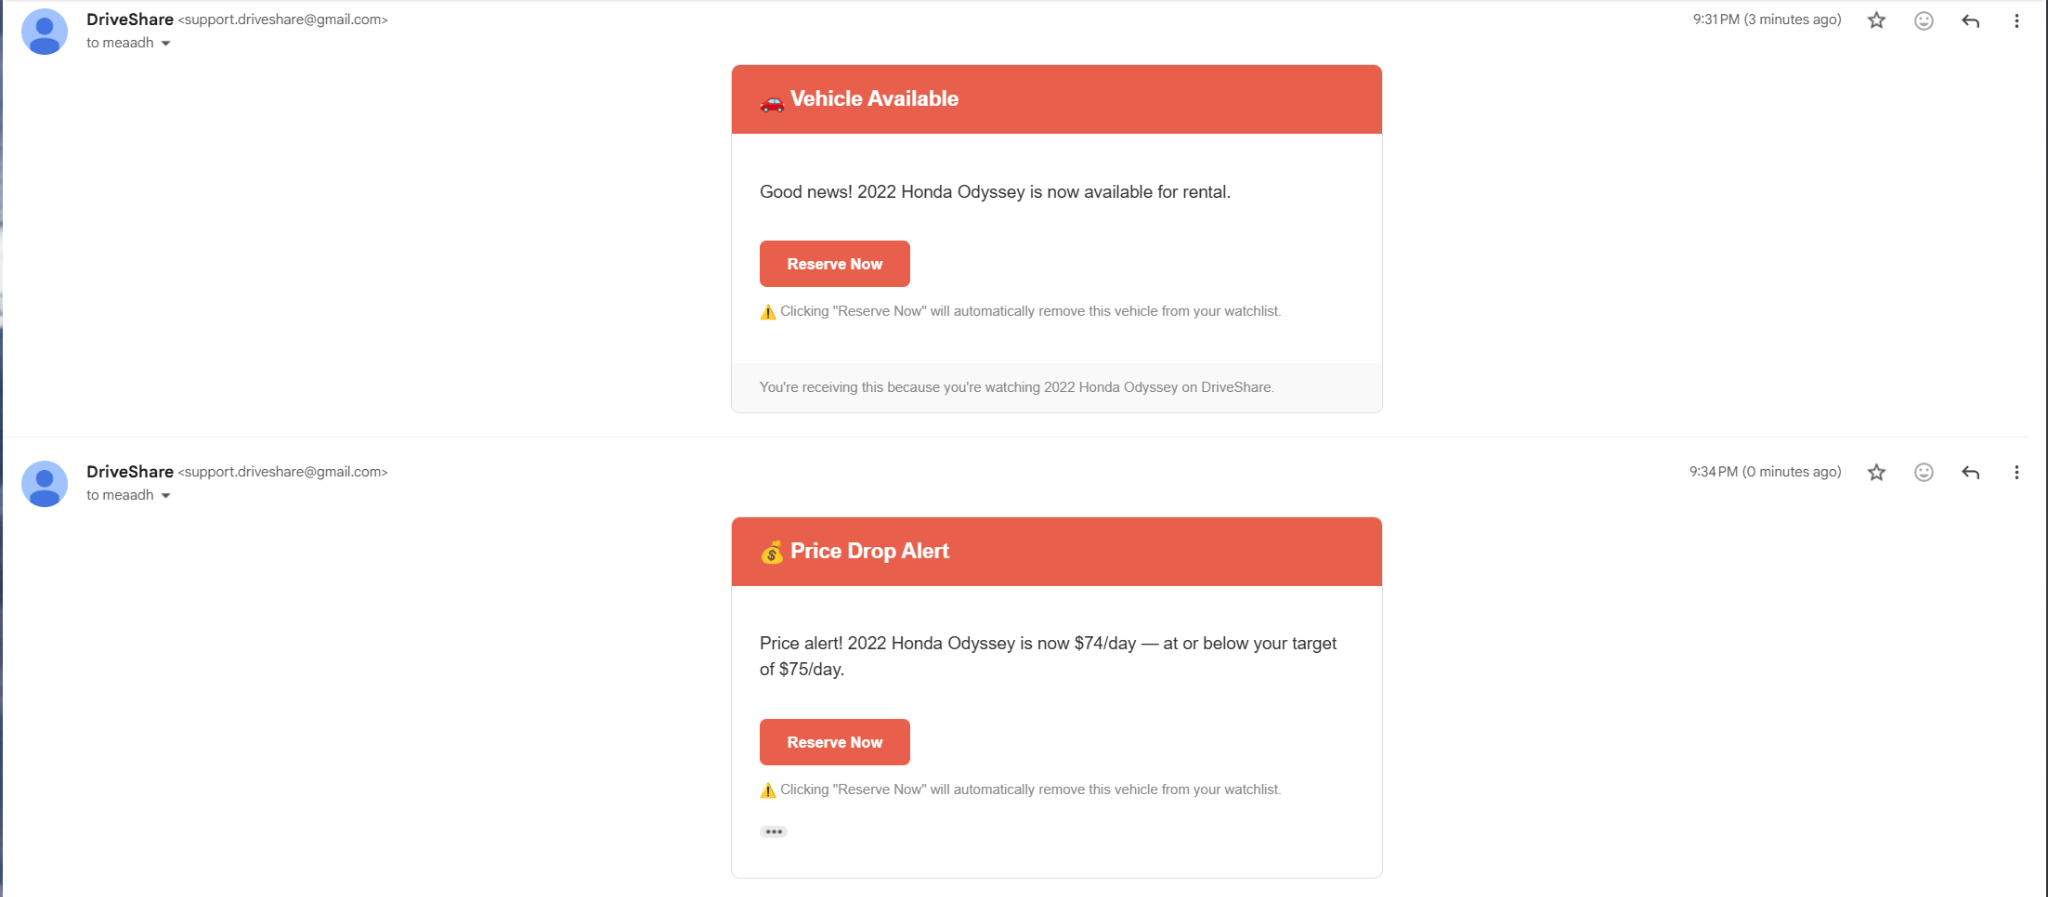 DriveShare <support.driveshare@gmail.com>
9:31 PM (3 minutes ago)
to meaadh
🚗 Vehicle Available
Good news! 2022 Honda Odyssey is now available for rental.
Reserve Now
⚠️ Clicking "Reserve Now" will automatically remove this vehicle from your watchlist.
You're receiving this because you're watching 2022 Honda Odyssey on DriveShare.
DriveShare <support.driveshare@gmail.com>
9:34 PM (0 minutes ago)
to meaadh
💰 Price Drop Alert
Price alert! 2022 Honda Odyssey is now $74/day — at or below your target
of $75/day.
Reserve Now
⚠️ Clicking "Reserve Now" will automatically remove this vehicle from your watchlist.